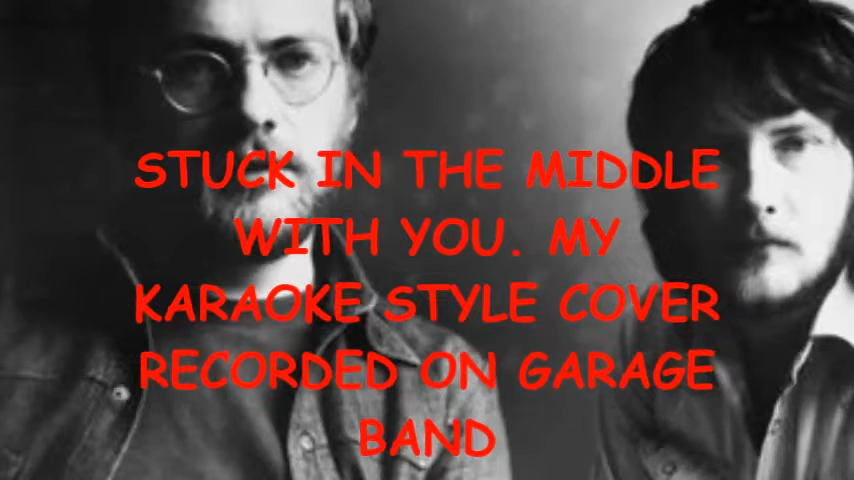 STUCK IN THE MIDDLE
WITH YOU. MY
KARAOKE STYLE COVER
RECORDED ON GARAGE
BAND